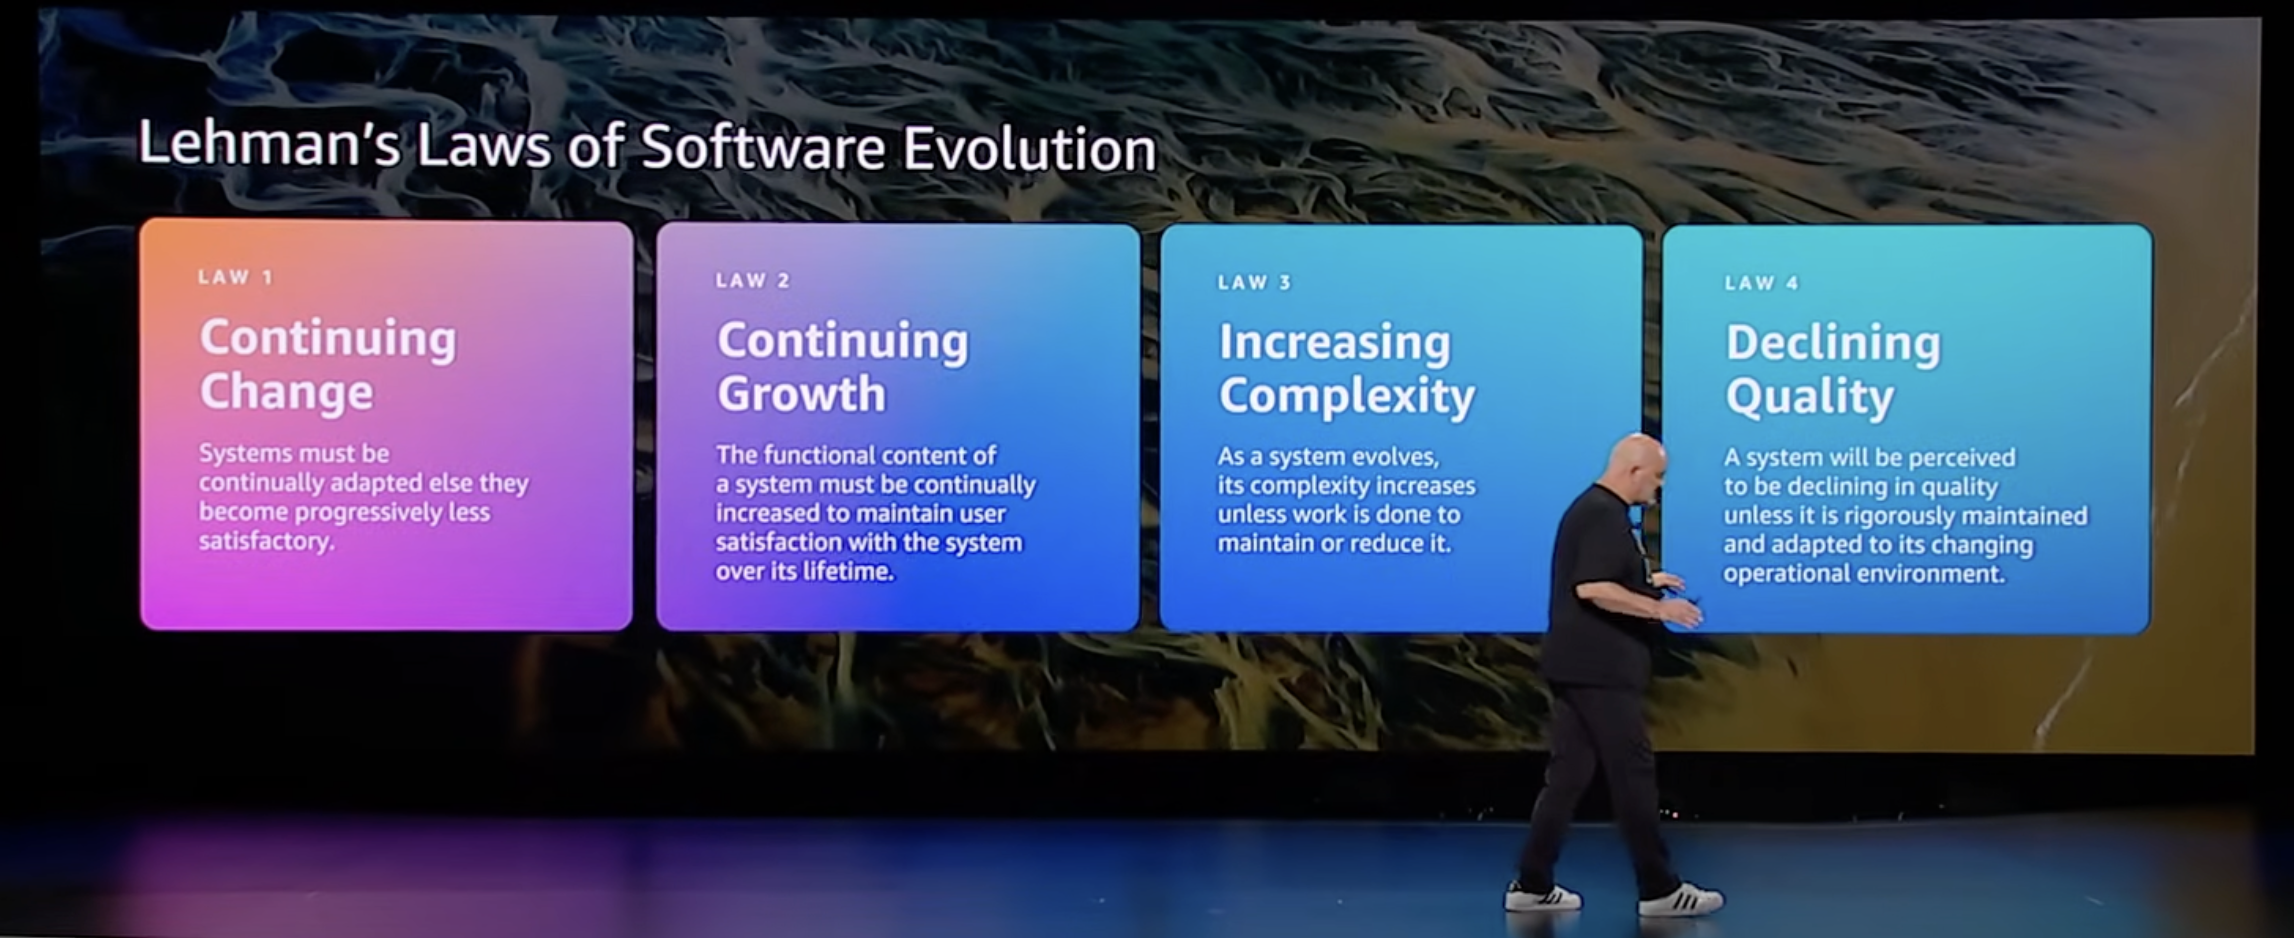 Lehman's Laws of Software Evolution
LAW 1
Continuing
Change
Systems must be
continually adapted else they
become progressively less
satisfactory.
LAW 2
Continuing
Growth
The functional content of
a system must be continually
increased to maintain user
satisfaction with the system
over its lifetime.
LAW 3
Increasing
Complexity
As a system evolves,
its complexity increases
unless work is done to
maintain or reduce it.
LAW 4
Declining
Quality
A system will be perceived
to be declining in quality
unless it is rigorously maintained
and adapted to its changing
operational environment.